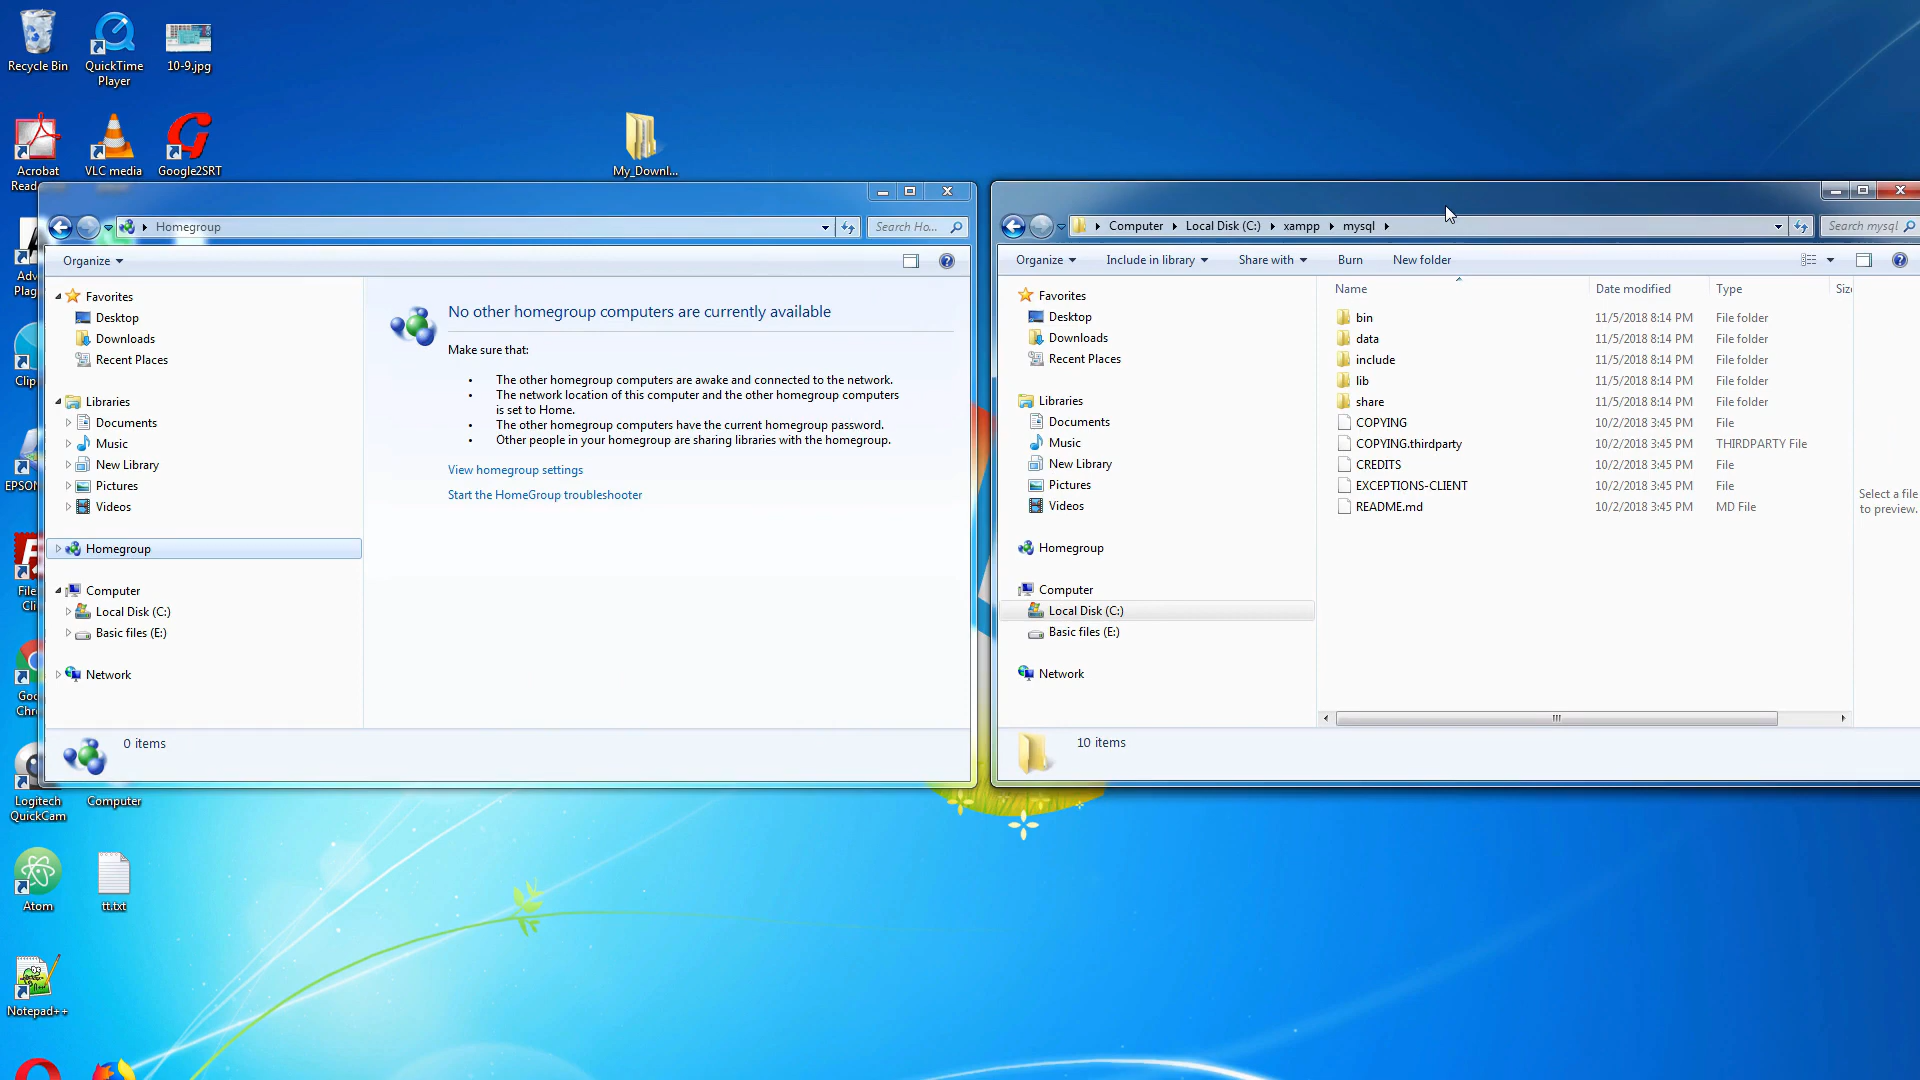 Recycle Bin
QuickTime
Player
10-9.jpg
Acrobat
VLC media
Google2SRT
My_Downl...
Homegroup
Search Ho...
Organize
Favorites
Desktop
Downloads
Recent Places
Libraries
Documents
Music
New Library
Pictures
Videos
Homegroup
Computer
Local Disk (C:)
Basic files (E:)
Network
No other homegroup computers are currently available
Make sure that:
• The other homegroup computers are awake and connected to the network.
• The network location of this computer and the other homegroup computers
is set to Home.
• The other homegroup computers have the current homegroup password.
• Other people in your homegroup are sharing libraries with the homegroup.
View homegroup settings
Start the HomeGroup troubleshooter
0 items
Computer Local Disk (C:) xampp mysql
Search mysql
Organize Include in library Share with Burn New folder
Favorites
Desktop
Downloads
Recent Places
Libraries
Documents
Music
New Library
Pictures
Videos
Homegroup
Computer
Local Disk (C:)
Basic files (E:)
Network
Name Date modified Type Siz
bin 11/5/2018 8:14 PM File folder
data 11/5/2018 8:14 PM File folder
include 11/5/2018 8:14 PM File folder
lib 11/5/2018 8:14 PM File folder
share 11/5/2018 8:14 PM File folder
COPYING 10/2/2018 3:45 PM File
COPYING.thirdparty 10/2/2018 3:45 PM THIRDPARTY File
CREDITS 10/2/2018 3:45 PM File
EXCEPTIONS-CLIENT 10/2/2018 3:45 PM File
README.md 10/2/2018 3:45 PM MD File
Select a file
to preview.
10 items
Adv
Plag
Clip
EPSON
File
Cli
Goo
Chr
Logitech
QuickCam
Computer
Atom
tt.txt
Notepad++